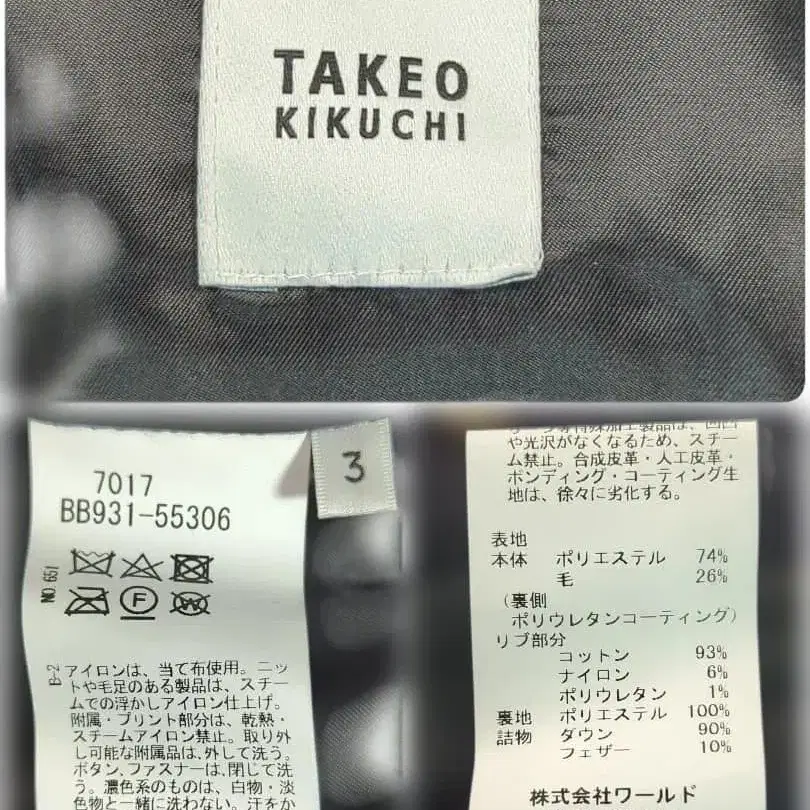 TAKEO
KIKUCHI
7017
BB931-55306
3
NO.651
F
W
B-2
アイロンは、当て布使用。ニッ
トや毛足のある製品は、スチー
ムでの浮かしアイロン仕上げ。
附属・プリント部分は、乾熱・
スチームアイロン禁止。取り外
し可能な附属品は、外して洗う。
ボタン、ファスナーは、閉じて洗
う。濃色系のものは、白物・淡
色物と一緒に洗わない。汗をか
や光沢がなくなるため、スチー
ム禁止。合成皮革・人工皮革・
ボンディング・コーティング生
地は、徐々に劣化する。
表地
本体 ポリエステル 74%
毛 26%
(裏側
ポリウレタンコーティング)
リブ部分
コットン 93%
ナイロン 6%
ポリウレタン 1%
裏地 ポリエステル 100%
詰物 ダウン 90%
フェザー 10%
株式会社ワールド